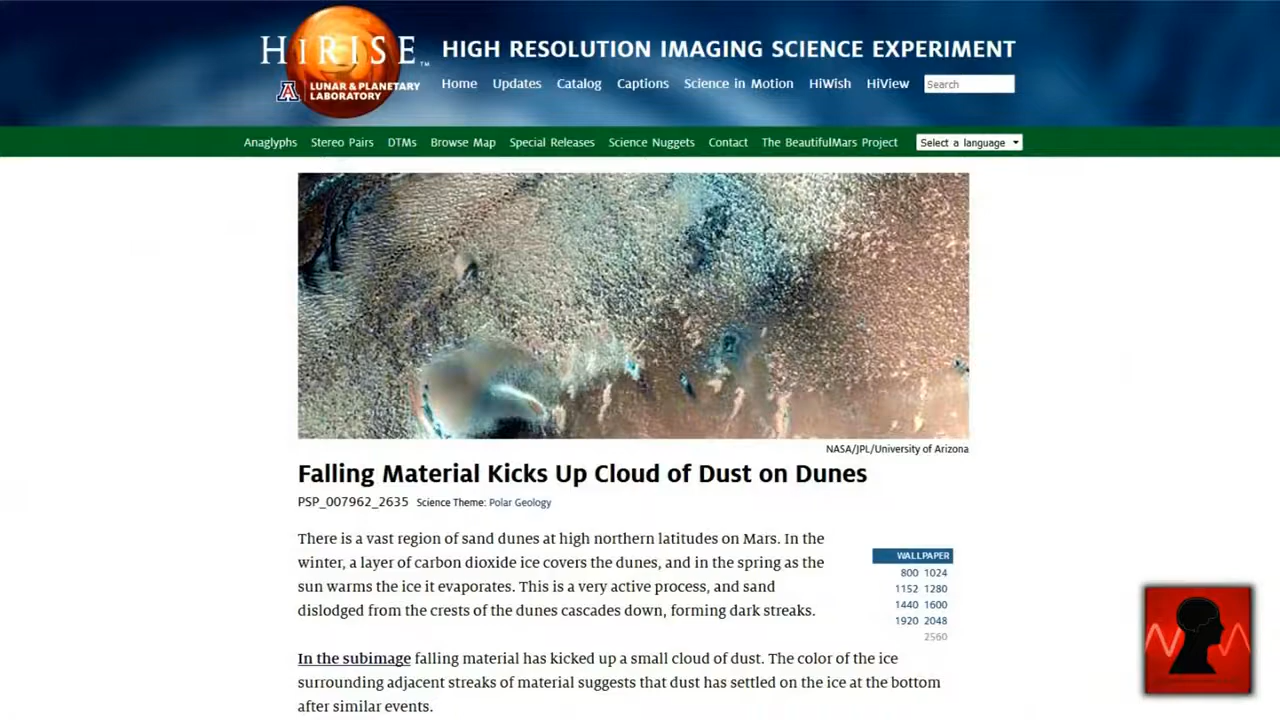 HiRISE™
LUNAR & PLANETARY
LABORATORY
HIGH RESOLUTION IMAGING SCIENCE EXPERIMENT
Home Updates Catalog Captions Science in Motion HiWish HiView Search
Anaglyphs Stereo Pairs DTMs Browse Map Special Releases Science Nuggets Contact The BeautifulMars Project Select a language
NASA/JPL/University of Arizona
Falling Material Kicks Up Cloud of Dust on Dunes
PSP_007962_2635 Science Theme: Polar Geology
There is a vast region of sand dunes at high northern latitudes on Mars. In the
winter, a layer of carbon dioxide ice covers the dunes, and in the spring as the
sun warms the ice it evaporates. This is a very active process, and sand
dislodged from the crests of the dunes cascades down, forming dark streaks.
WALLPAPER
800 1024
1152 1280
1440 1600
1920 2048
2560
In the subimage falling material has kicked up a small cloud of dust. The color of the ice
surrounding adjacent streaks of material suggests that dust has settled on the ice at the bottom
after similar events.